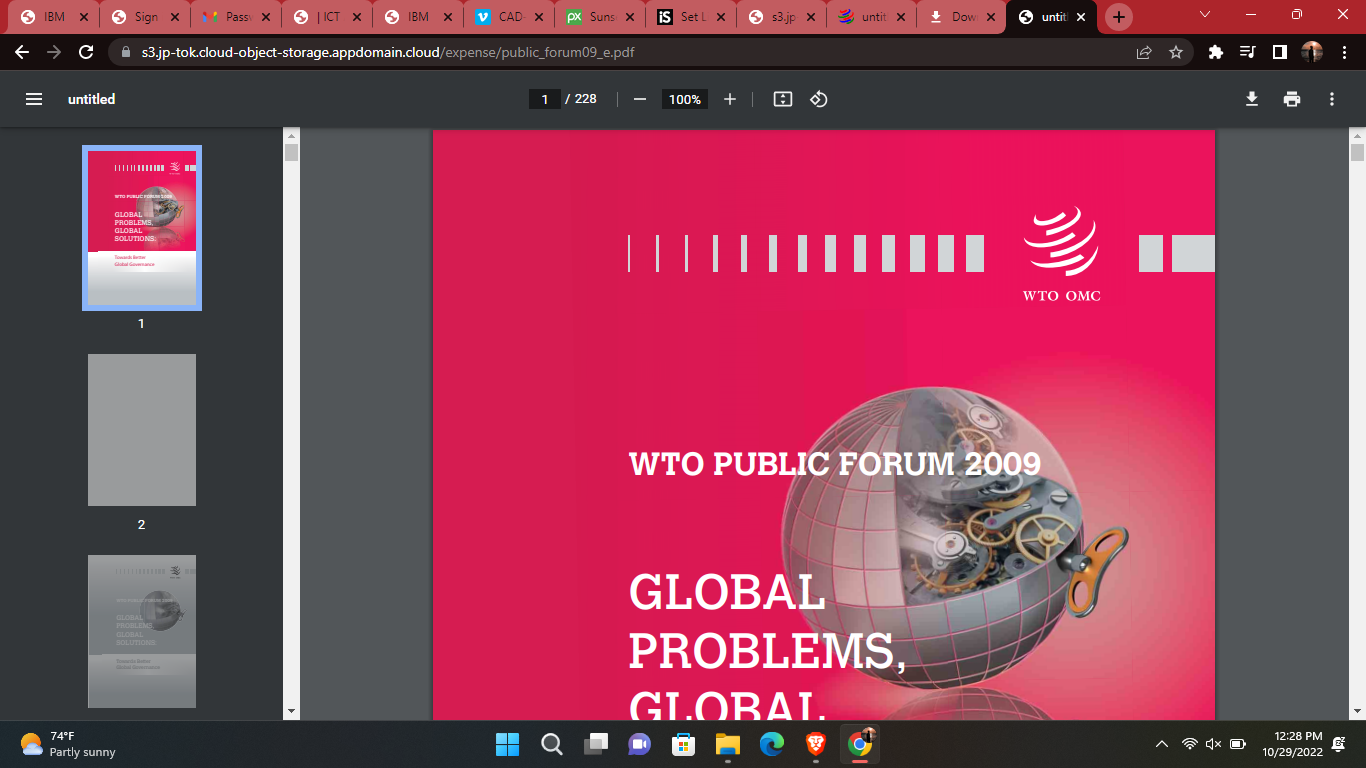 IBM
Sign
Passw
| ICT
IBM
CAD-
Suns
Set L
s3.jp
untit
Dow
untit
s3.jp-tok.cloud-object-storage.appdomain.cloud/expense/public_forum09_e.pdf
untitled
1 / 228
100%
WTO PUBLIC FORUM 2009
GLOBAL
PROBLEMS,
GLOBAL
SOLUTIONS:
Towards Better
Global Governance
1
2
WTO PUBLIC FORUM 2009
GLOBAL
PROBLEMS,
GLOBAL
SOLUTIONS:
Towards Better
Global Governance
WTO OMC
WTO PUBLIC FORUM 2009
GLOBAL
PROBLEMS,
GLOBAL
74°F
Partly sunny
12:28 PM
10/29/2022